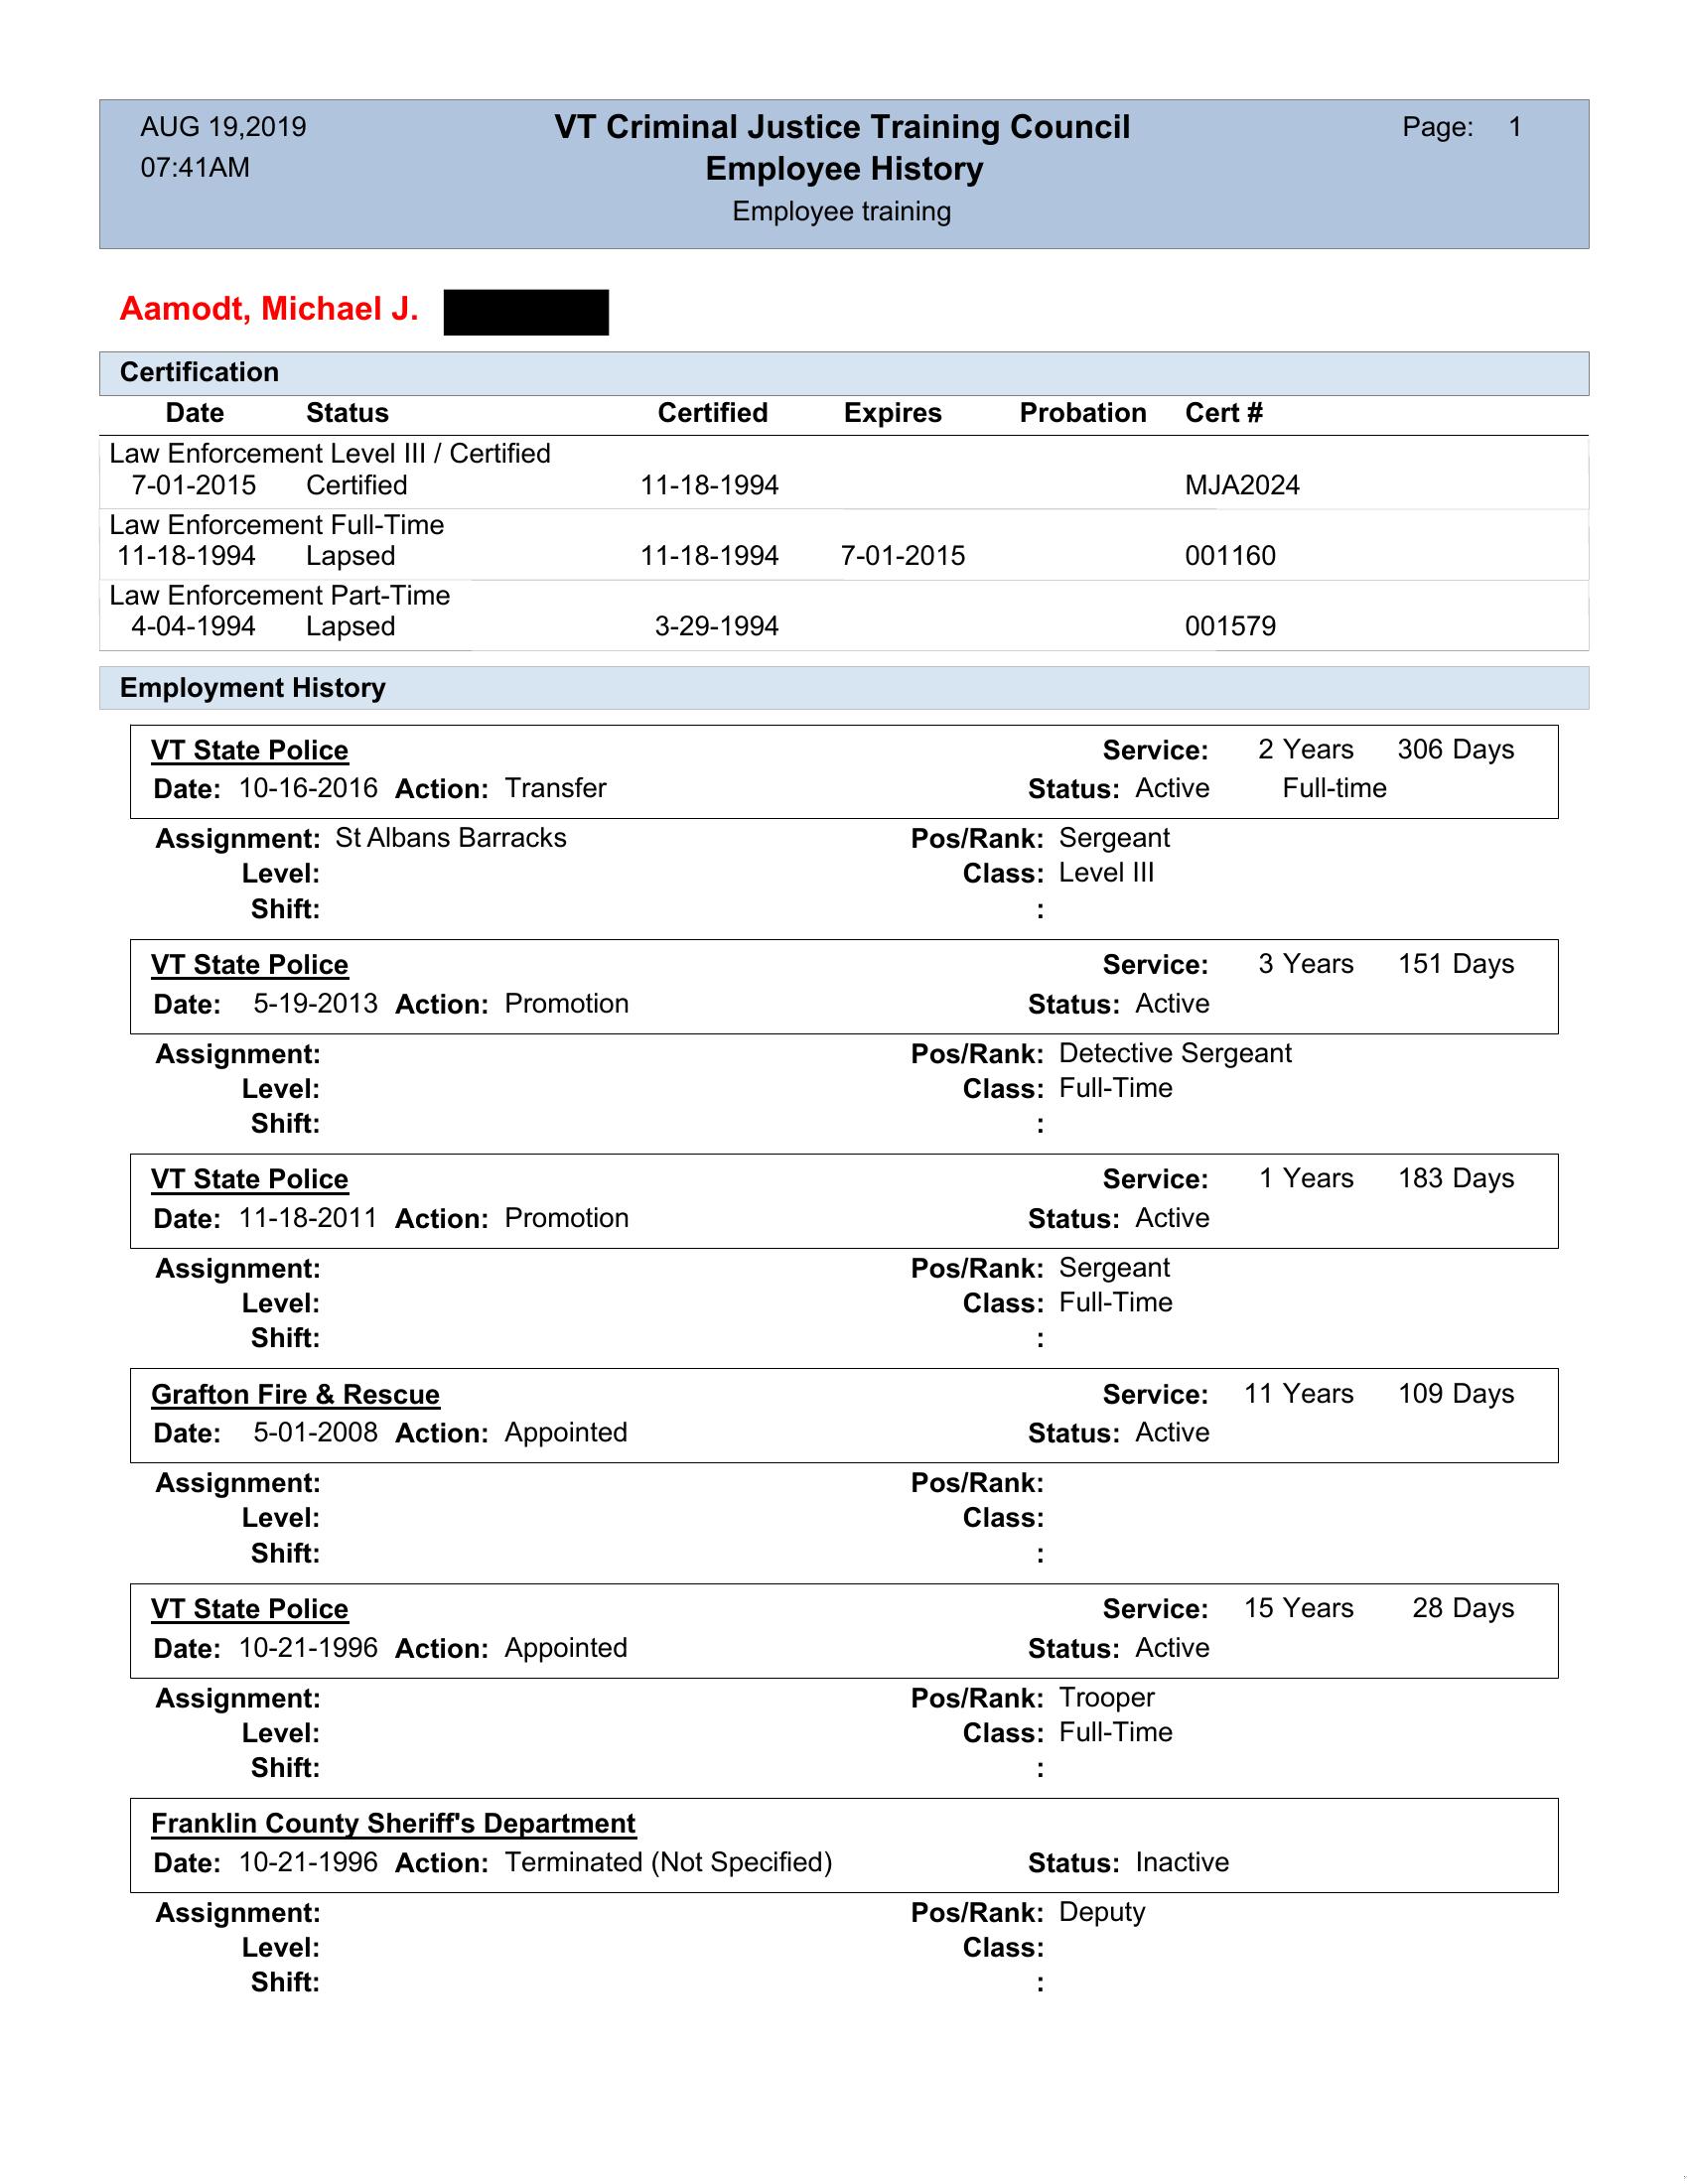 AUG 19,2019 VT Criminal Justice Training Council Page: 1
07:41AM Employee History
Employee training
Aamodt, Michael J.
Certification
Date Status Certified Expires Probation Cert #
Law Enforcement Level III / Certified
7-01-2015 Certified 11-18-1994 MJA2024
Law Enforcement Full-Time
11-18-1994 Lapsed 11-18-1994 7-01-2015 001160
Law Enforcement Part-Time
4-04-1994 Lapsed 3-29-1994 001579
Employment History
VT State Police Service: 2 Years 306 Days
Date: 10-16-2016 Action: Transfer Status: Active Full-time
Assignment: St Albans Barracks Pos/Rank: Sergeant
Level: Class: Level III
Shift: :
VT State Police Service: 3 Years 151 Days
Date: 5-19-2013 Action: Promotion Status: Active
Assignment: Pos/Rank: Detective Sergeant
Level: Class: Full-Time
Shift: :
VT State Police Service: 1 Years 183 Days
Date: 11-18-2011 Action: Promotion Status: Active
Assignment: Pos/Rank: Sergeant
Level: Class: Full-Time
Shift: :
Grafton Fire & Rescue Service: 11 Years 109 Days
Date: 5-01-2008 Action: Appointed Status: Active
Assignment: Pos/Rank:
Level: Class:
Shift: :
VT State Police Service: 15 Years 28 Days
Date: 10-21-1996 Action: Appointed Status: Active
Assignment: Pos/Rank: Trooper
Level: Class: Full-Time
Shift: :
Franklin County Sheriff's Department
Date: 10-21-1996 Action: Terminated (Not Specified) Status: Inactive
Assignment: Pos/Rank: Deputy
Level: Class:
Shift: :